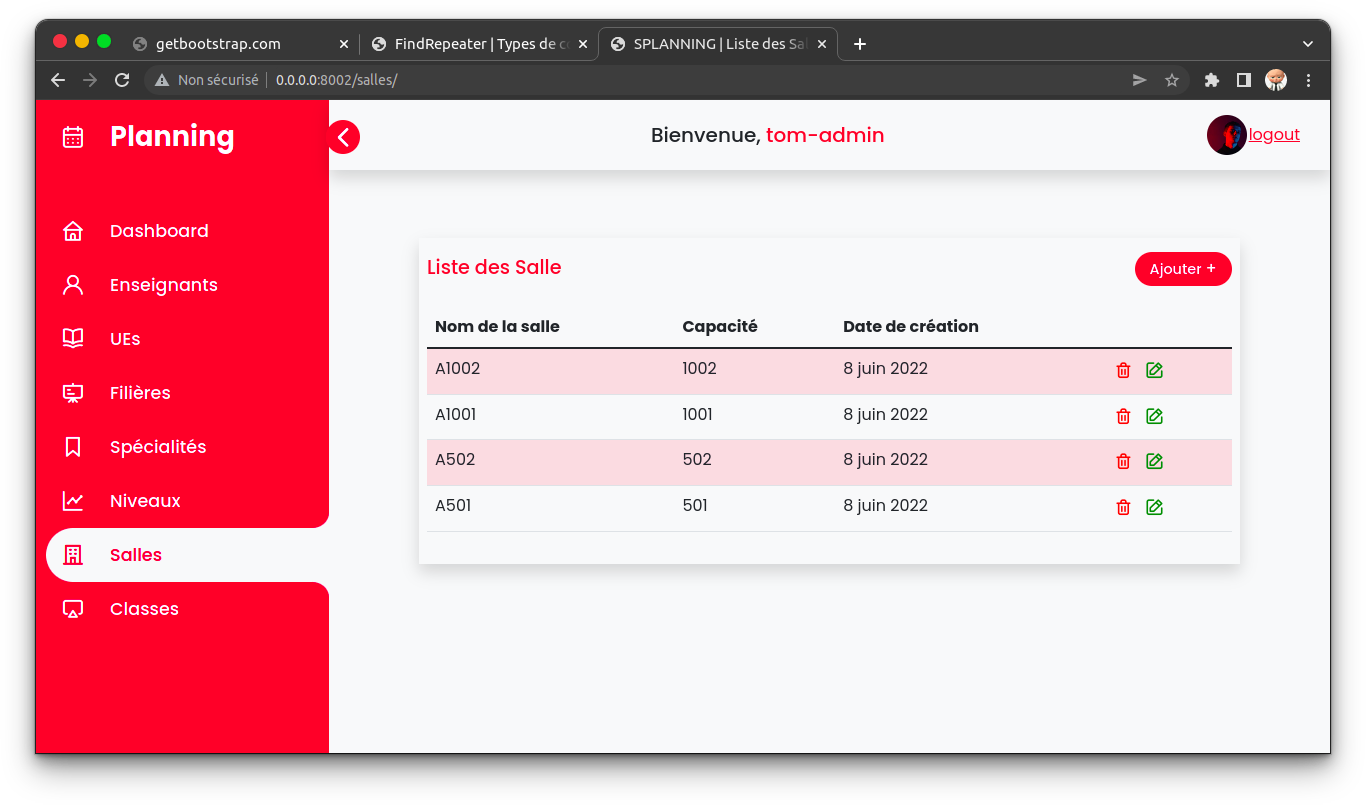 getbootstrap.com
FindRepeater | Types de co
SPLANNING | Liste des Sal
Non sécurisé
0.0.0.0:8002/salles/
Planning
Bienvenue, tom-admin
logout
Dashboard
Enseignants
UEs
Filières
Spécialités
Niveaux
Salles
Classes
Liste des Salle
Ajouter +
Nom de la salle Capacité Date de création
A1002 1002 8 juin 2022
A1001 1001 8 juin 2022
A502 502 8 juin 2022
A501 501 8 juin 2022